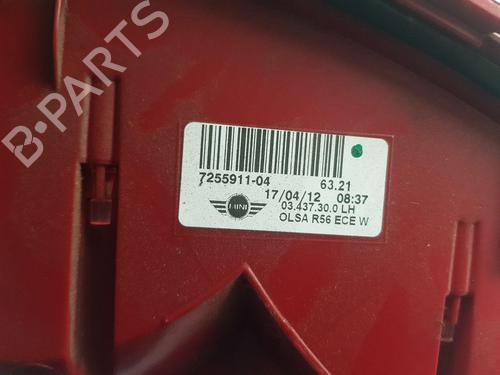 B-PARTS
7255911-04 63.21
17/04/12 08:37
MINI 03.437.30.0 LH
OLSA R56 ECE W
B-PARTS